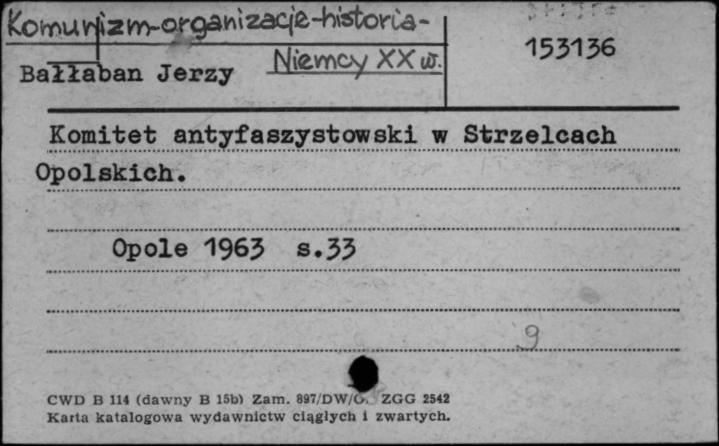 Komunizm-organizacje-historia-
Niemcy XX w.
153136
Bałłaban Jerzy
Komitet antyfaszystowski w Strzelcach
Opolskich.
Opole 1963 s.33
9
CWD B 114 (dawny B 15b) Zam. 897/DW/O. ZGG 2542
Karta katalogowa wydawnictw ciągłych i zwartych.